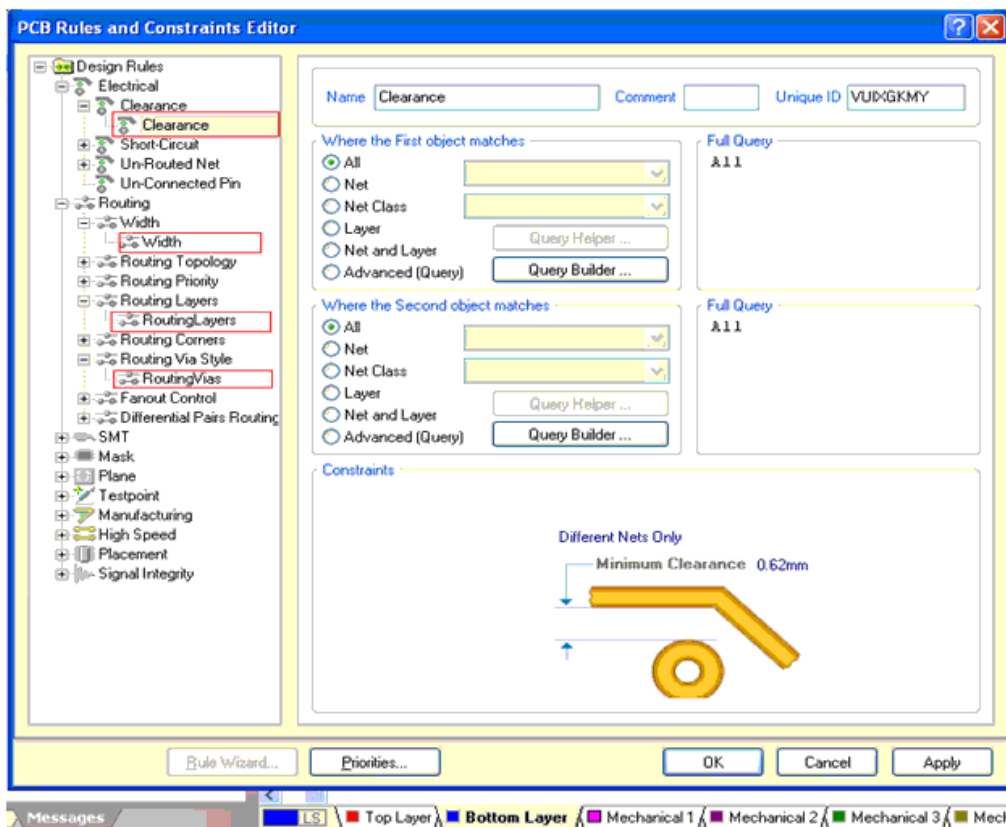 PCB Rules and Constraints Editor
Design Rules
Electrical
Clearance
Clearance
Short-Circuit
Un-Routed Net
Un-Connected Pin
Routing
Width
Width
Routing Topology
Routing Priority
Routing Layers
RoutingLayers
Routing Corners
Routing Via Style
RoutingVias
Fanout Control
Differential Pairs Routing
SMT
Mask
Plane
Testpoint
Manufacturing
High Speed
Placement
Signal Integrity
Name Clearance Comment Unique ID VUIXGKMY
Where the First object matches
All
Net
Net Class
Layer
Net and Layer
Advanced (Query)
Query Helper ...
Query Builder ...
Full Query
All
Where the Second object matches
All
Net
Net Class
Layer
Net and Layer
Advanced (Query)
Query Helper ...
Query Builder ...
Full Query
All
Constraints
Different Nets Only
Minimum Clearance 0.62mm
Rule Wizard... Priorities... OK Cancel Apply
Messages LS Top Layer Bottom Layer Mechanical 1 Mechanical 2 Mechanical 3 Mec